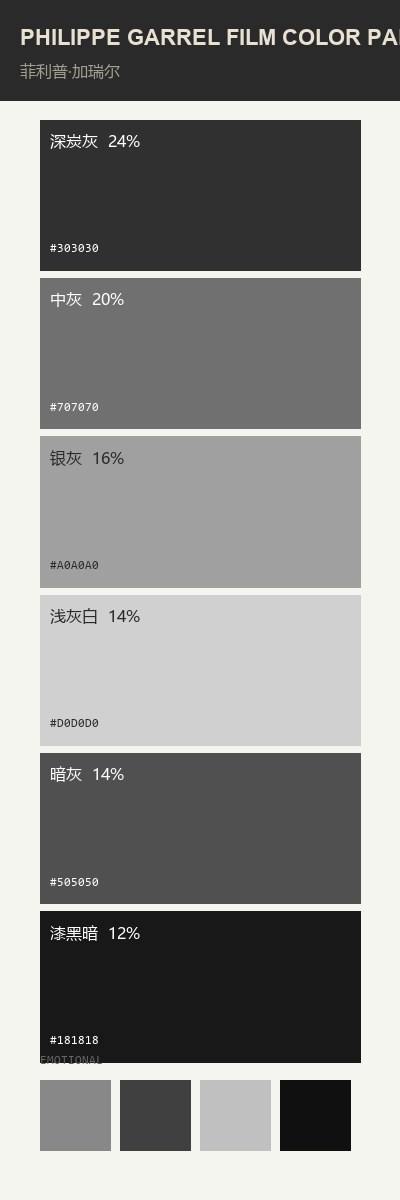 PHILIPPE GARREL FILM COLOR PA
菲利普·加瑞尔
深炭灰 24%
#303030
中灰 20%
#707070
银灰 16%
#A0A0A0
浅灰白 14%
#D0D0D0
暗灰 14%
#505050
漆黑暗 12%
#181818
EMOTIONAL